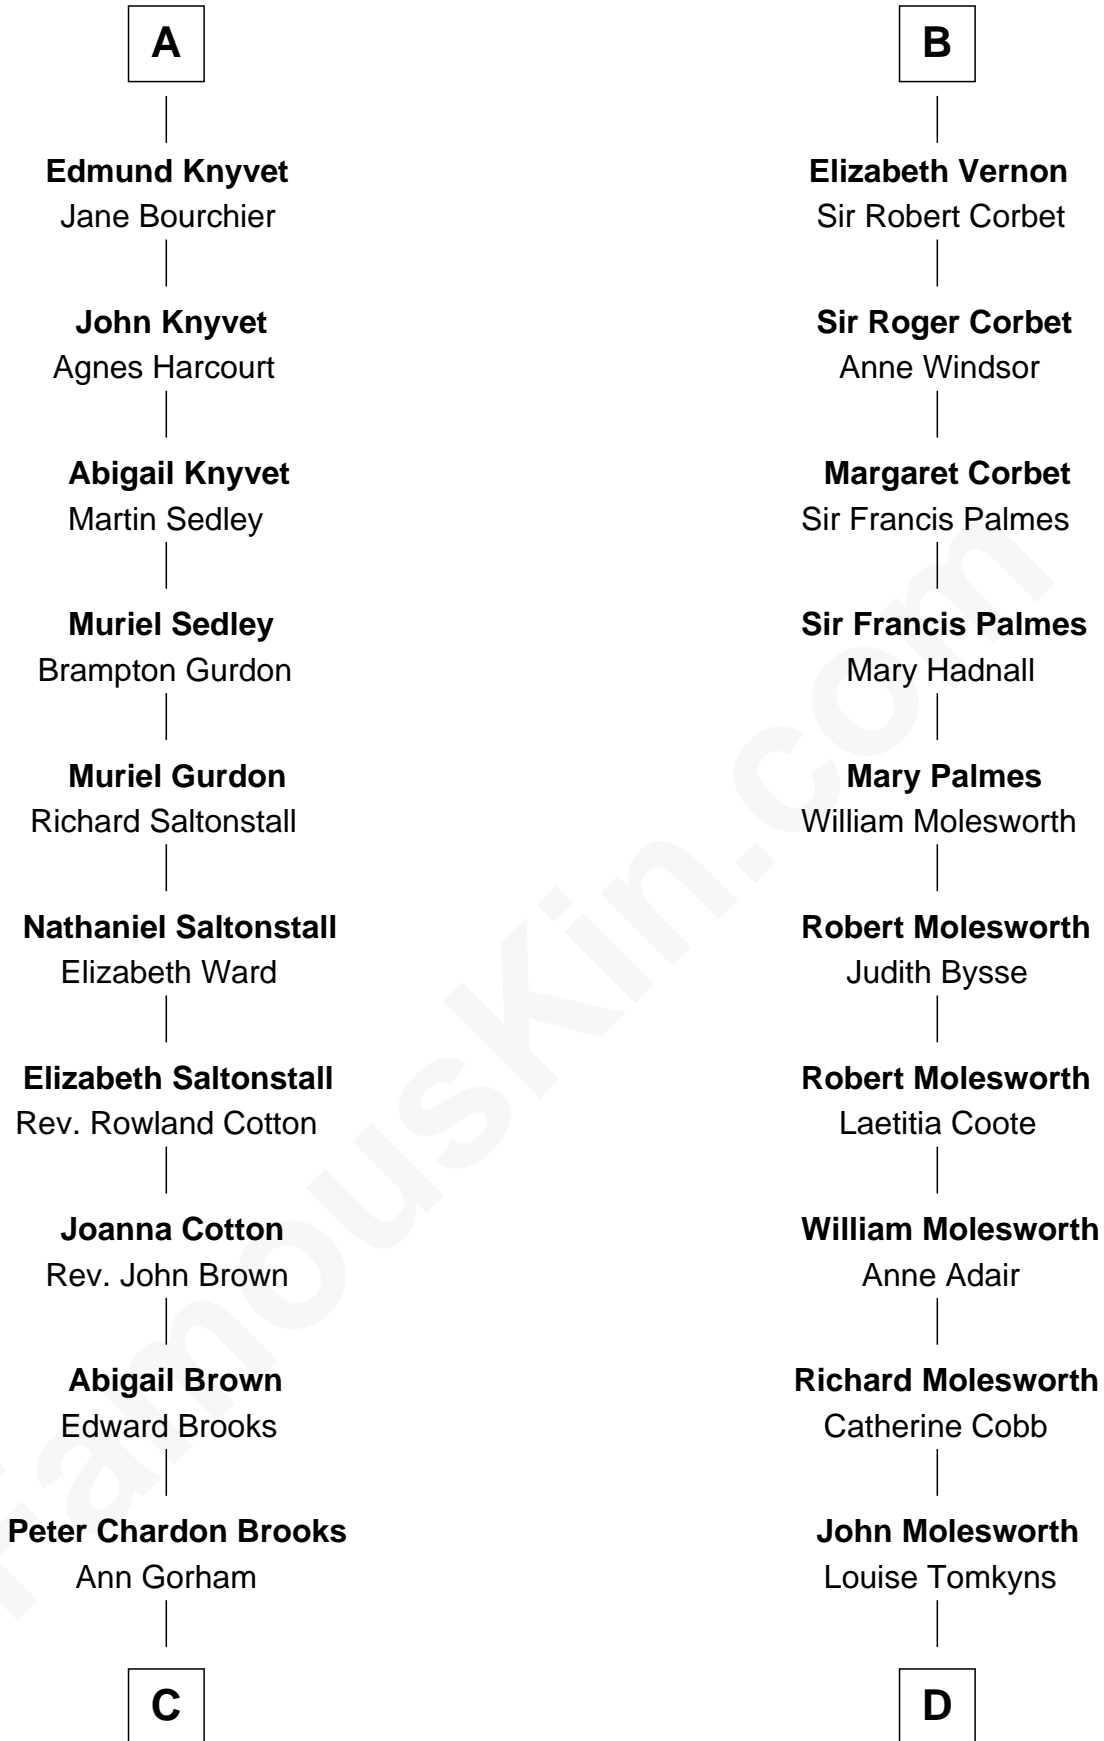 A
Edmund Knyvet
Jane Bourchier
John Knyvet
Agnes Harcourt
Abigail Knyvet
Martin Sedley
Muriel Sedley
Brampton Gurdon
Muriel Gurdon
Richard Saltonstall
Nathaniel Saltonstall
Elizabeth Ward
Elizabeth Saltonstall
Rev. Rowland Cotton
Joanna Cotton
Rev. John Brown
Abigail Brown
Edward Brooks
Peter Chardon Brooks
Ann Gorham
C
B
Elizabeth Vernon
Sir Robert Corbet
Sir Roger Corbet
Anne Windsor
Margaret Corbet
Sir Francis Palmes
Sir Francis Palmes
Mary Hadnall
Mary Palmes
William Molesworth
Robert Molesworth
Judith Bysse
Robert Molesworth
Laetitia Coote
William Molesworth
Anne Adair
Richard Molesworth
Catherine Cobb
John Molesworth
Louise Tomkyns
D
FamousKin.com